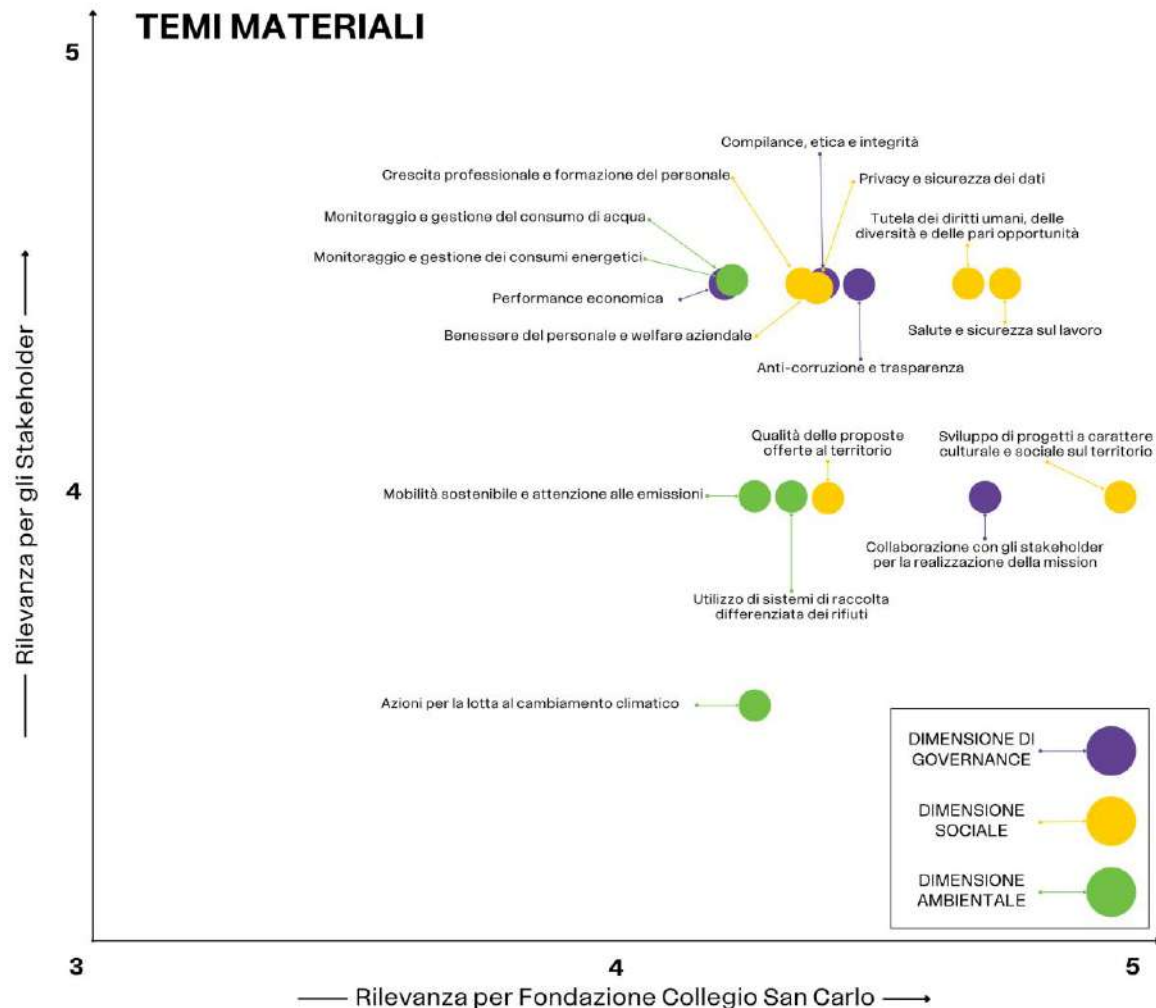 TEMI MATERIALI
5
Compilance, etica e integrità
Crescita professionale e formazione del personale
Privacy e sicurezza dei dati
Monitoraggio e gestione del consumo di acqua
Tutela dei diritti umani, delle
diversità e delle pari opportunità
Monitoraggio e gestione dei consumi energetici
Performance economica
Benessere del personale e welfare aziendale
Salute e sicurezza sul lavoro
Anti-corruzione e trasparenza
Rilevanza per gli Stakeholder
Qualità delle proposte
offerte al territorio
Sviluppo di progetti a carattere
culturale e sociale sul territorio
4
Mobilità sostenibile e attenzione alle emissioni
Collaborazione con gli stakeholder
per la realizzazione della mission
Utilizzo di sistemi di raccolta
differenziata dei rifiuti
Azioni per la lotta al cambiamento climatico
DIMENSIONE DI
GOVERNANCE
DIMENSIONE
SOCIALE
DIMENSIONE
AMBIENTALE
3
4
5
Rilevanza per Fondazione Collegio San Carlo